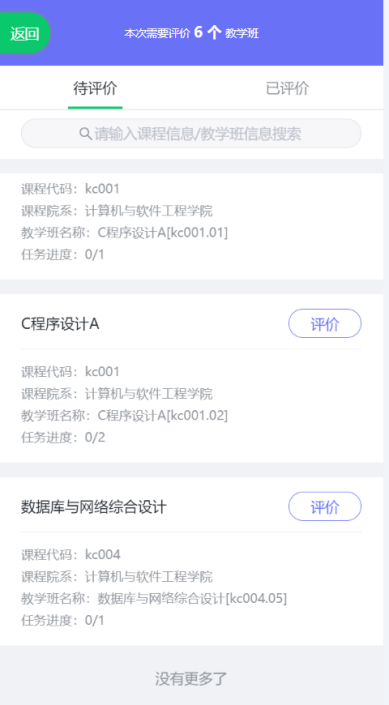 返回
本次需要评价 6 个 教学班
待评价
已评价
请输入课程信息/教学班信息搜索
课程代码：kc001
课程院系：计算机与软件工程学院
教学班名称：C程序设计A[kc001.01]
任务进度：0/1
C程序设计A
评价
课程代码：kc001
课程院系：计算机与软件工程学院
教学班名称：C程序设计A[kc001.02]
任务进度：0/2
数据库与网络综合设计
评价
课程代码：kc004
课程院系：计算机与软件工程学院
教学班名称：数据库与网络综合设计[kc004.05]
任务进度：0/1
没有更多了